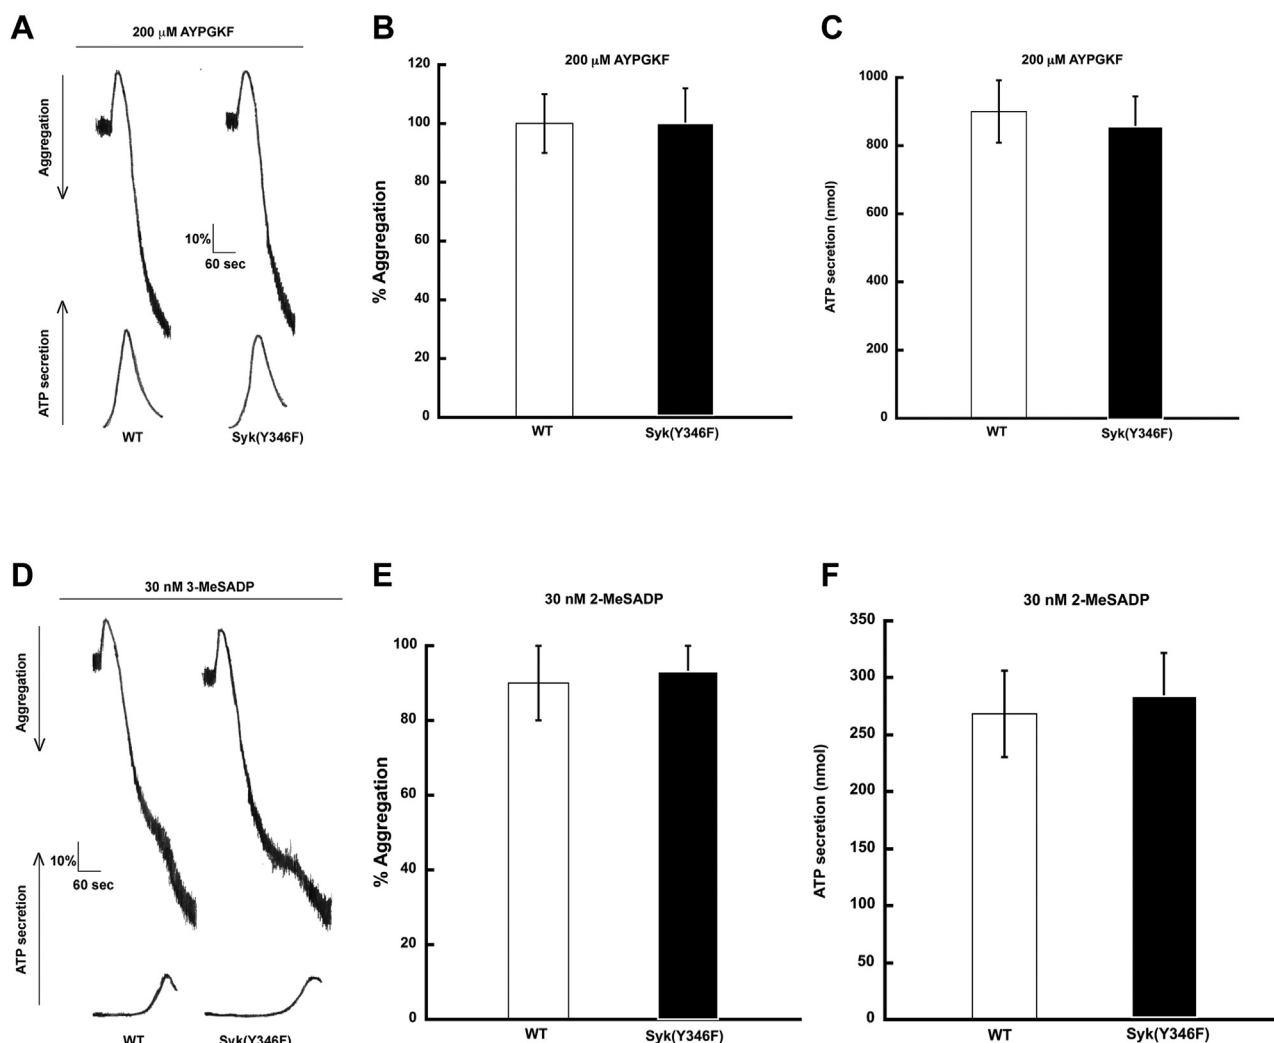 A
200 μM AYPGKF
Aggregation
10%
60 sec
ATP secretion
WT
Syk(Y346F)
B
200 μM AYPGKF
120
100
80
60
40
20
0
% Aggregation
WT
Syk(Y346F)
C
200 μM AYPGKF
1000
800
600
400
200
0
ATP secretion (nmol)
WT
Syk(Y346F)
D
30 nM 3-MeSADP
Aggregation
10%
60 sec
ATP secretion
WT
Syk(Y346F)
E
30 nM 2-MeSADP
100
80
60
40
20
0
% Aggregation
WT
Syk(Y346F)
F
30 nM 2-MeSADP
350
300
250
200
150
100
50
0
ATP secretion (nmol)
WT
Syk(Y346F)